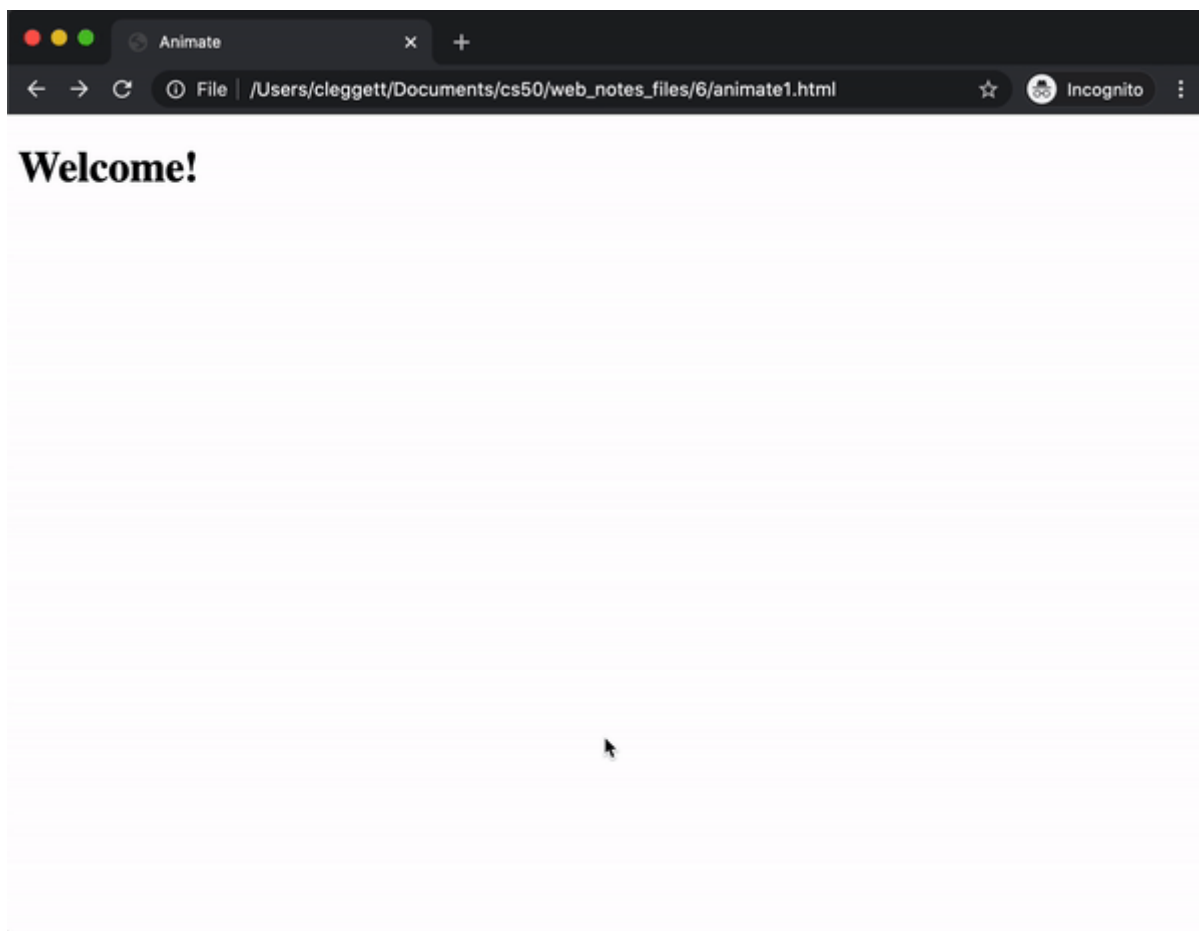 Animate
File | /Users/cleggett/Documents/cs50/web_notes_files/6/animate1.html Incognito
Welcome!